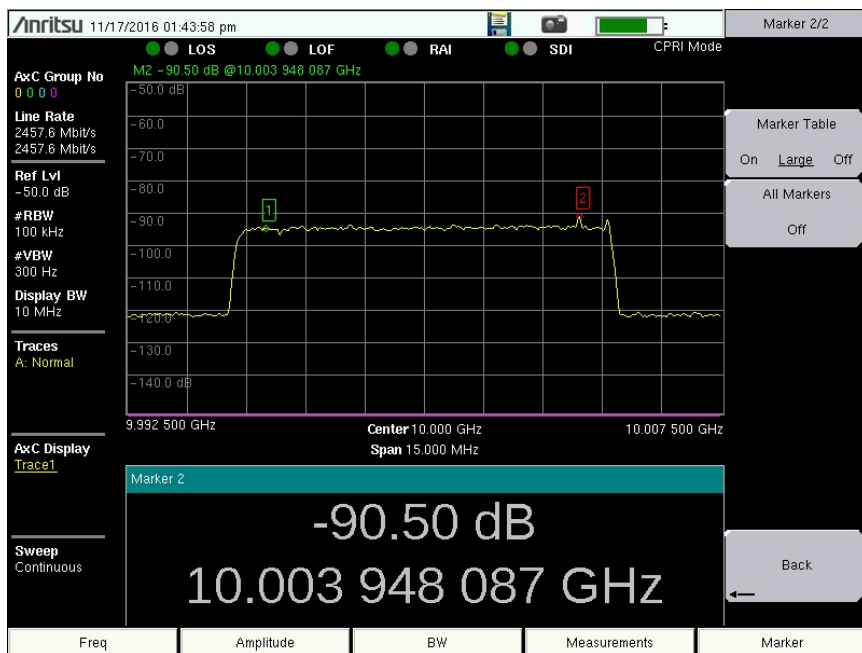 Anritsu 11/17/2016 01:43:58 pm
Marker 2/2
LOS LOF RAI SDI CPRI Mode
M2 -90.50 dB @10.003 948 087 GHz
AxC Group No
0 0 0 0
Line Rate
2457.6 Mbit/s
2457.6 Mbit/s
Ref Lvl
-50.0 dB
#RBW
100 kHz
#VBW
300 Hz
Display BW
10 MHz
Traces
A: Normal
AxC Display
Trace1
Sweep
Continuous
-50.0 dB
-60.0
-70.0
-80.0
-90.0
-100.0
-110.0
-120.0
-130.0
-140.0 dB
1
2
9.992 500 GHz
Center 10.000 GHz
10.007 500 GHz
Span 15.000 MHz
Marker 2
-90.50 dB
10.003 948 087 GHz
Marker Table
On Large Off
All Markers
Off
Back
Freq
Amplitude
BW
Measurements
Marker